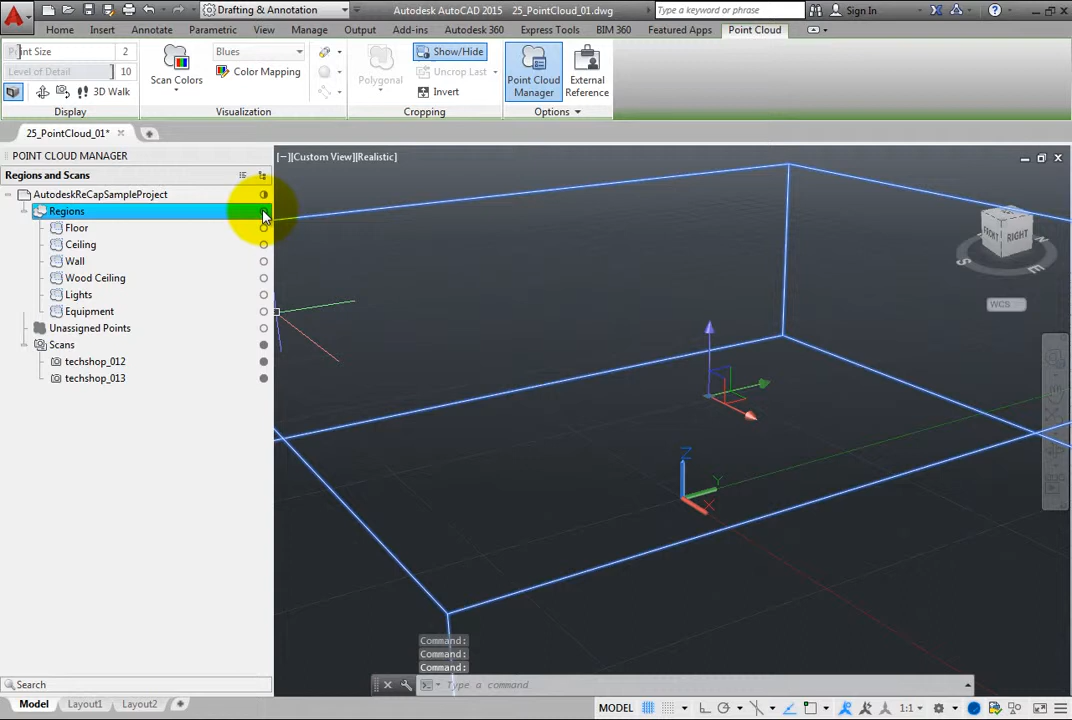 Drafting & Annotation
Autodesk AutoCAD 2015 25_PointCloud_01.dwg
Type a keyword or phrase
Sign In
Home Insert Annotate Parametric View Manage Output Add-ins Autodesk 360 Express Tools BIM 360 Featured Apps Point Cloud
Point Size 2
Level of Detail 10
3D Walk
Display
Scan Colors
Blues
Color Mapping
Visualization
Polygonal
Show/Hide
Uncrop Last
Invert
Cropping
Point Cloud
Manager
External
Reference
Options
25_PointCloud_01*
POINT CLOUD MANAGER
Regions and Scans
AutodeskReCapSampleProject
Regions
Floor
Ceiling
Wall
Wood Ceiling
Lights
Equipment
Unassigned Points
Scans
techshop_012
techshop_013
Search
[−][Custom View][Realistic]
FRONT RIGHT
N
S
E
WCS
Z
Y
X
Command:
Command:
Command:
Type a command
Model Layout1 Layout2
MODEL
1:1